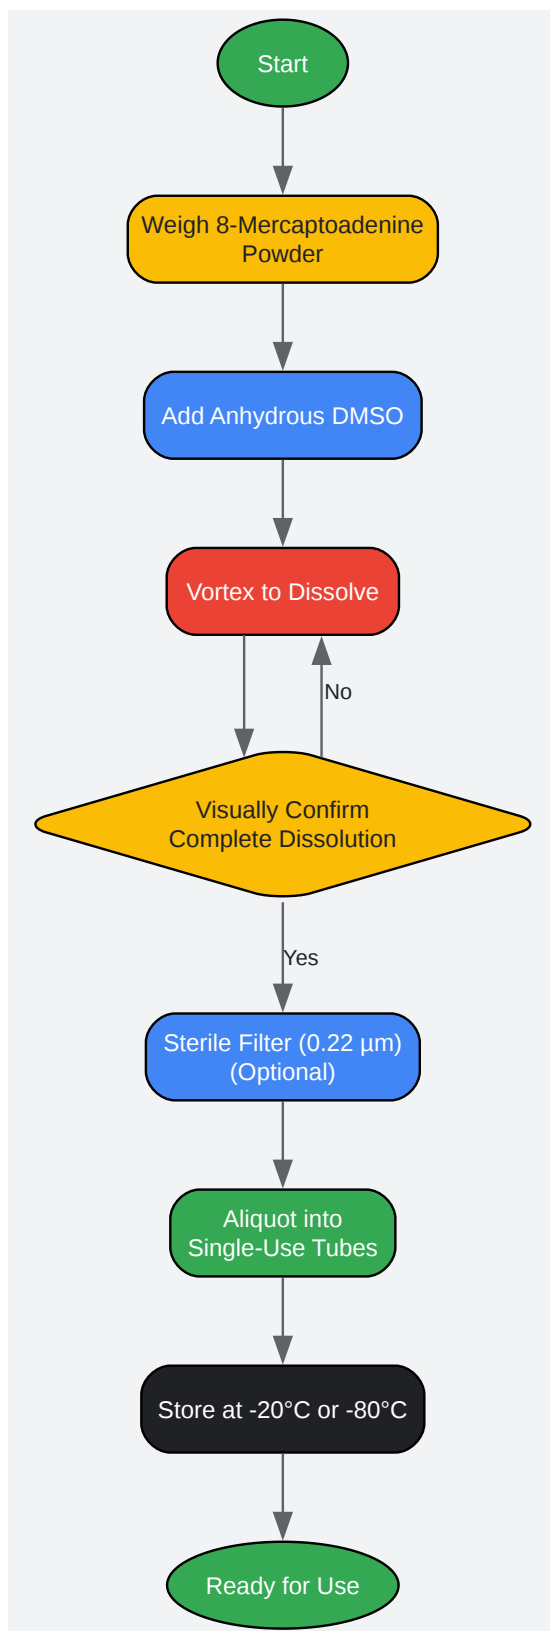 Start
Weigh 8-Mercaptoadenine
Powder
Add Anhydrous DMSO
Vortex to Dissolve
No
Visually Confirm
Complete Dissolution
Yes
Sterile Filter (0.22 µm)
(Optional)
Aliquot into
Single-Use Tubes
Store at -20°C or -80°C
Ready for Use